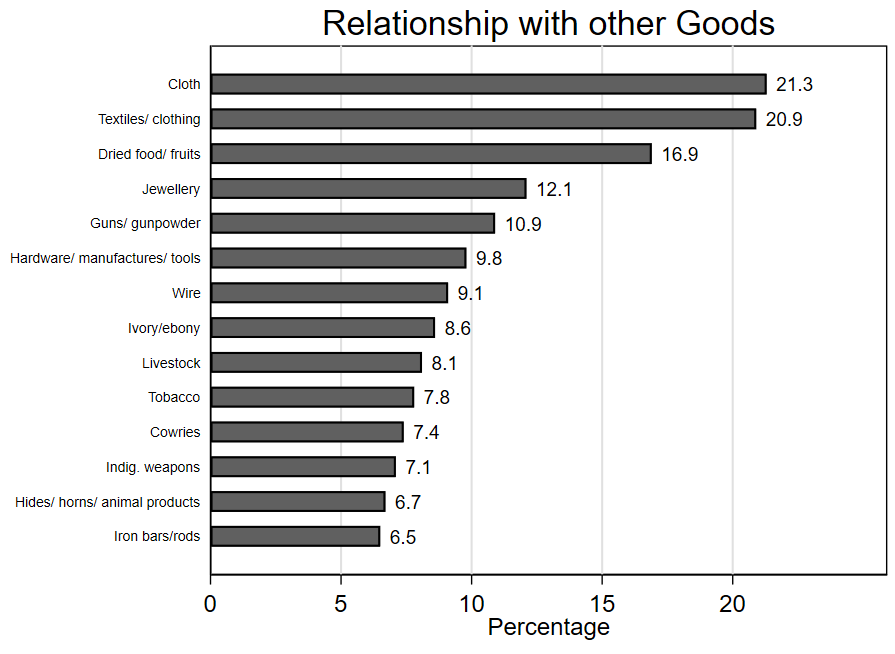 Relationship with other Goods
Cloth 21.3
Textiles/ clothing 20.9
Dried food/ fruits 16.9
Jewellery 12.1
Guns/ gunpowder 10.9
Hardware/ manufactures/ tools 9.8
Wire 9.1
Ivory/ebony 8.6
Livestock 8.1
Tobacco 7.8
Cowries 7.4
Indig. weapons 7.1
Hides/ horns/ animal products 6.7
Iron bars/rods 6.5
0 5 10 15 20
Percentage